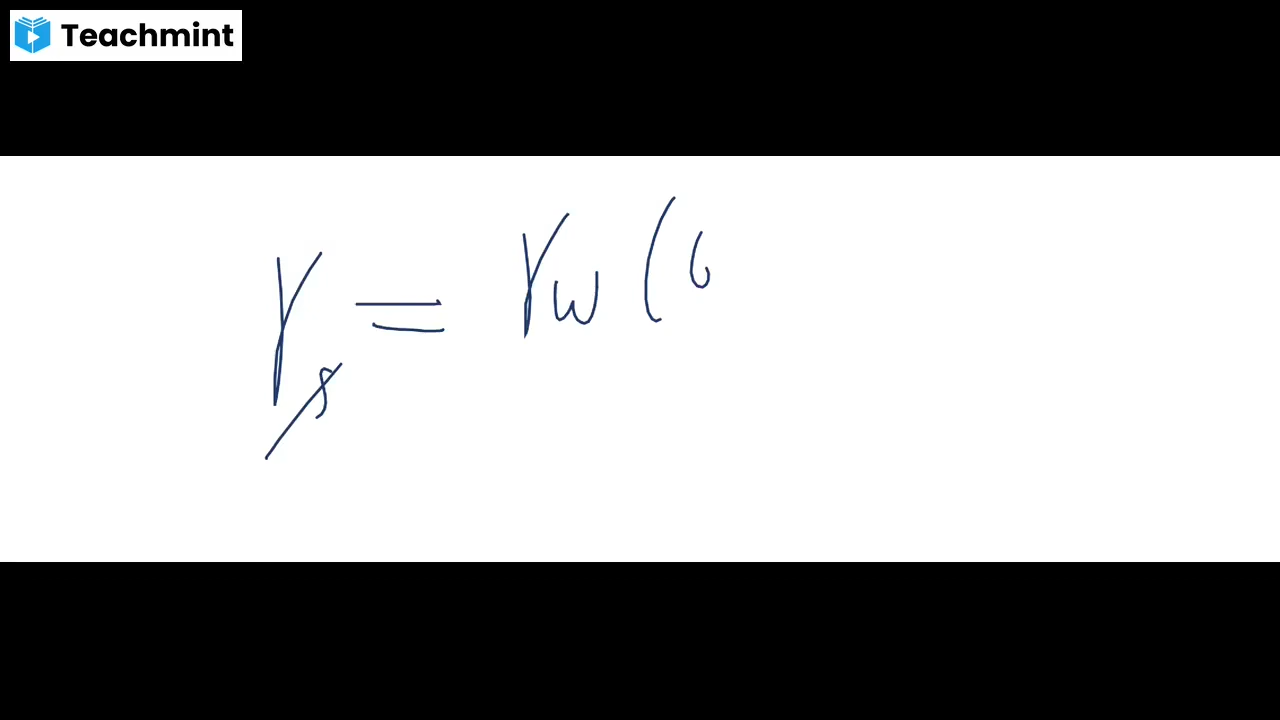 Teachmint
γs = γw (G